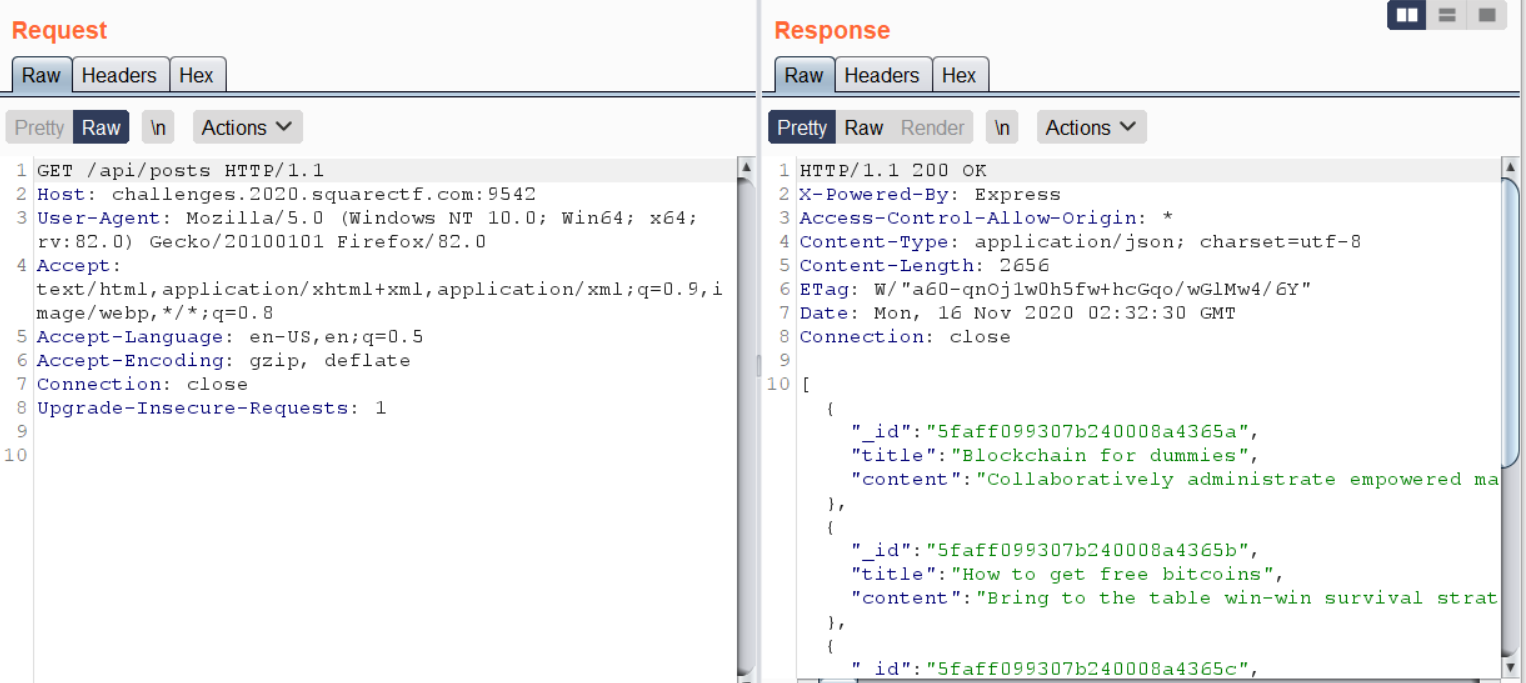 Request
Raw Headers Hex
Pretty Raw \n Actions
1 GET /api/posts HTTP/1.1
2 Host: challenges.2020.squarectf.com:9542
3 User-Agent: Mozilla/5.0 (Windows NT 10.0; Win64; x64;
rv:82.0) Gecko/20100101 Firefox/82.0
4 Accept:
text/html,application/xhtml+xml,application/xml;q=0.9,i
mage/webp,*/*;q=0.8
5 Accept-Language: en-US,en;q=0.5
6 Accept-Encoding: gzip, deflate
7 Connection: close
8 Upgrade-Insecure-Requests: 1
9
10
Response
Raw Headers Hex
Pretty Raw Render \n Actions
1 HTTP/1.1 200 OK
2 X-Powered-By: Express
3 Access-Control-Allow-Origin: *
4 Content-Type: application/json; charset=utf-8
5 Content-Length: 2656
6 ETag: W/"a60-qnOj1w0h5fw+hcGqo/wGlMw4/6Y"
7 Date: Mon, 16 Nov 2020 02:32:30 GMT
8 Connection: close
9
10 [
{
"_id":"5faff099307b240008a4365a",
"title":"Blockchain for dummies",
"content":"Collaboratively administrate empowered ma
},
{
"_id":"5faff099307b240008a4365b",
"title":"How to get free bitcoins",
"content":"Bring to the table win-win survival strat
},
{
"_id":"5faff099307b240008a4365c",